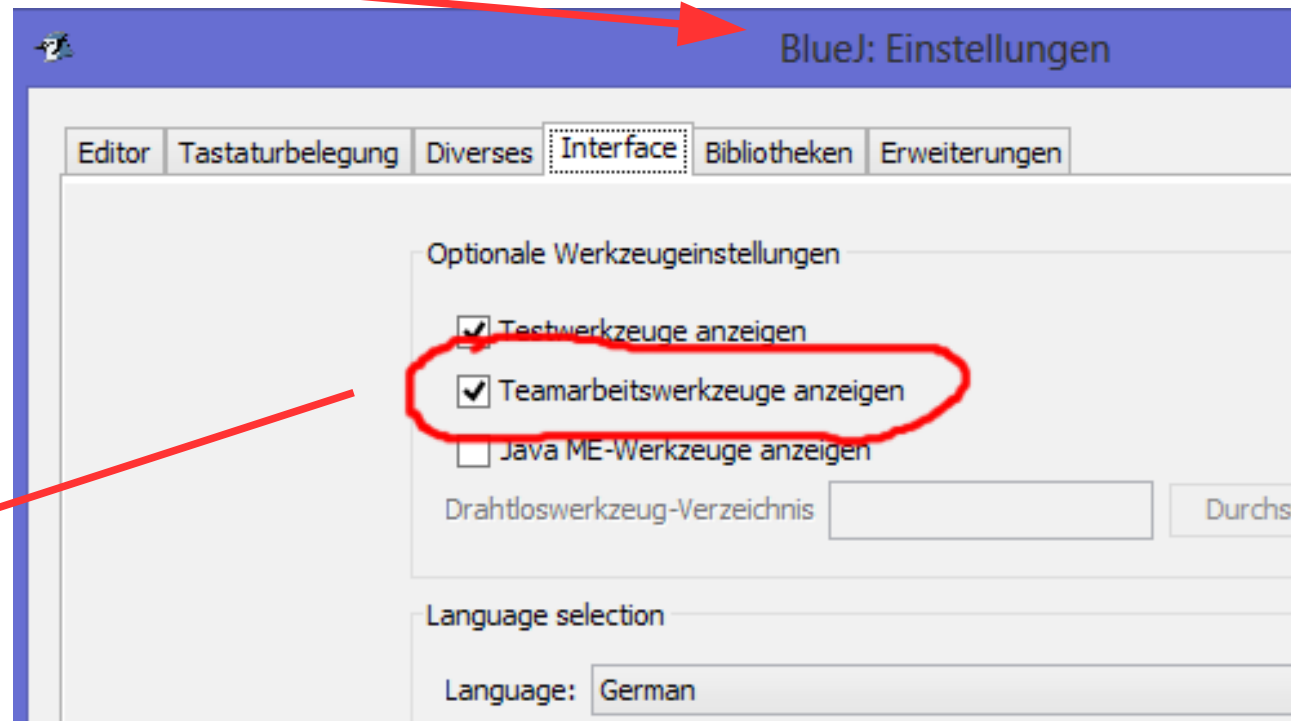 BlueJ: Einstellungen
Editor Tastaturbelegung Diverses Interface Bibliotheken Erweiterungen
Optionale Werkzeugeinstellungen
Testwerkzeuge anzeigen
Teamarbeitswerkzeuge anzeigen
Java ME-Werkzeuge anzeigen
Drahtloswerkzeug-Verzeichnis Durchs
Language selection
Language: German